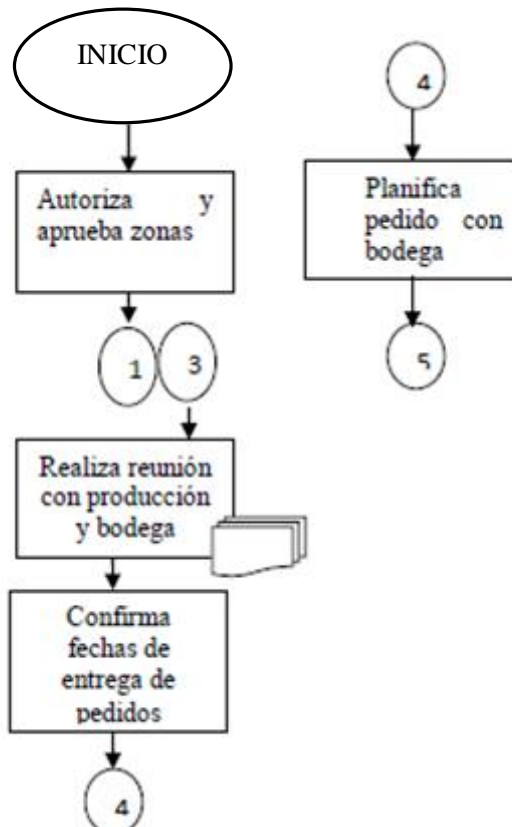 INICIO
Autoriza y
aprueba zonas
1
3
Realiza reunión
con producción
y bodega
Confirma
fechas de
entrega de
pedidos
4
4
Planifica
pedido con
bodega
5